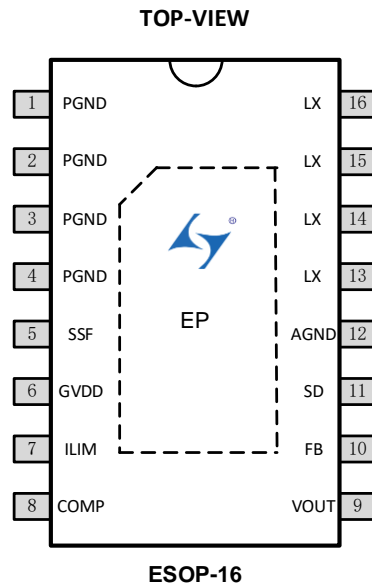 TOP-VIEW
1 PGND LX 16
2 PGND LX 15
3 PGND LX 14
4 PGND LX 13
®
EP
5 SSF AGND 12
6 GVDD SD 11
7 ILIM FB 10
8 COMP VOUT 9
ESOP-16